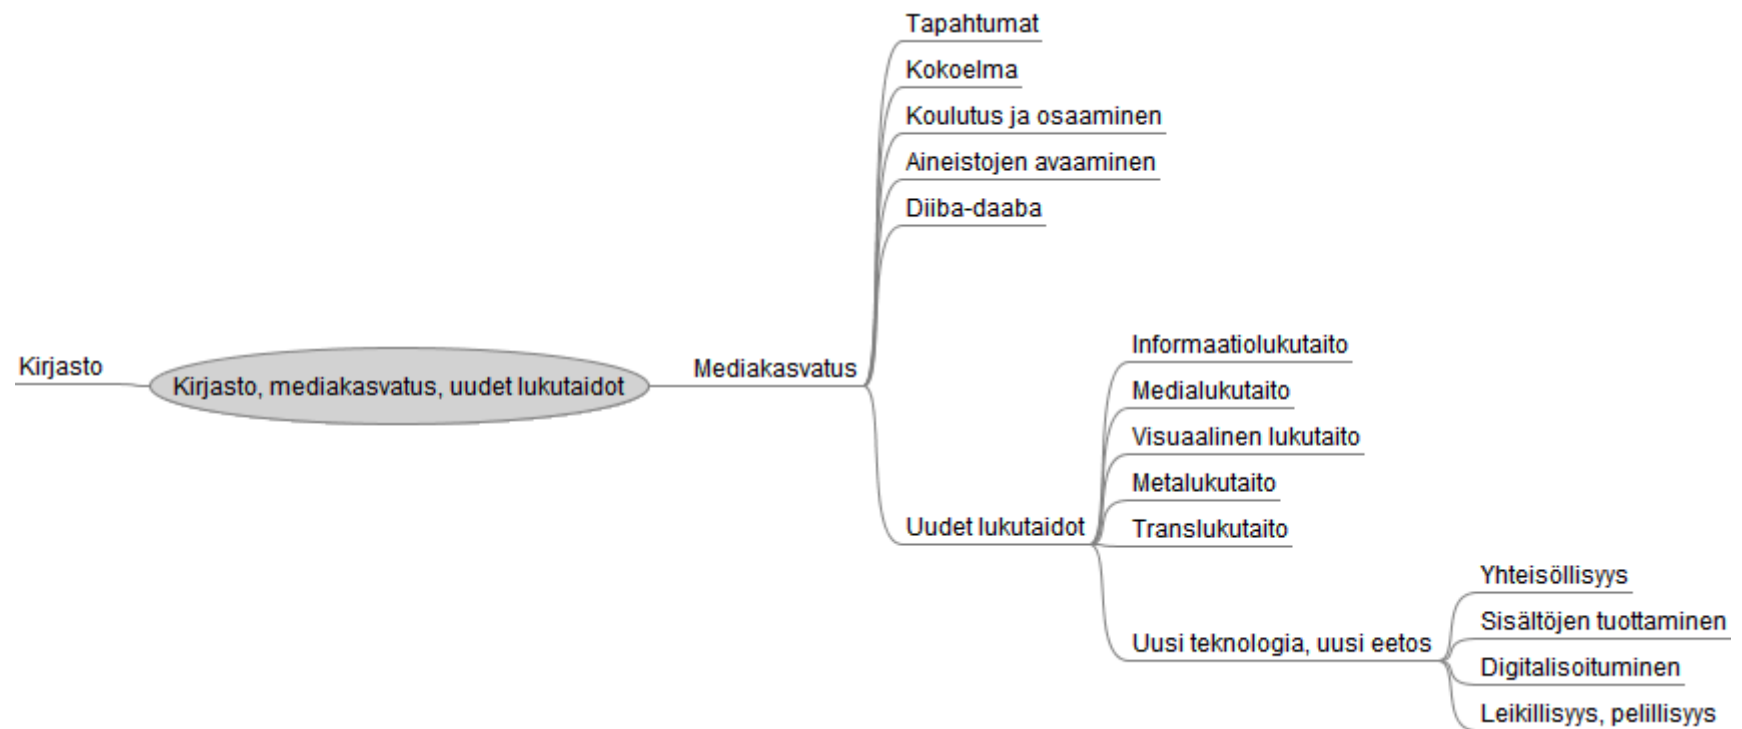 Kirjasto
Kirjasto, mediakasvatus, uudet lukutaidot
Mediakasvatus
Tapahtumat
Kokoelma
Koulutus ja osaaminen
Aineistojen avaaminen
Diiba-daaba
Uudet lukutaidot
Informaatiolukutaito
Medialukutaito
Visuaalinen lukutaito
Metalukutaito
Translukutaito
Uusi teknologia, uusi eetos
Yhteisöllisyys
Sisältöjen tuottaminen
Digitalisoituminen
Leikillisyys, pelillisyys